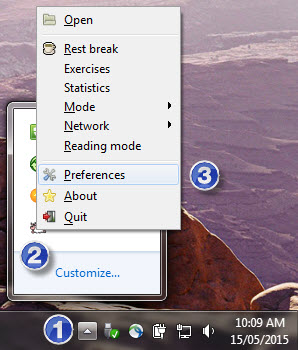 Open
Rest break
Exercises
Statistics
Mode
Network
Reading mode
Preferences
3
About
Quit
2
Customize...
1
10:09 AM
15/05/2015